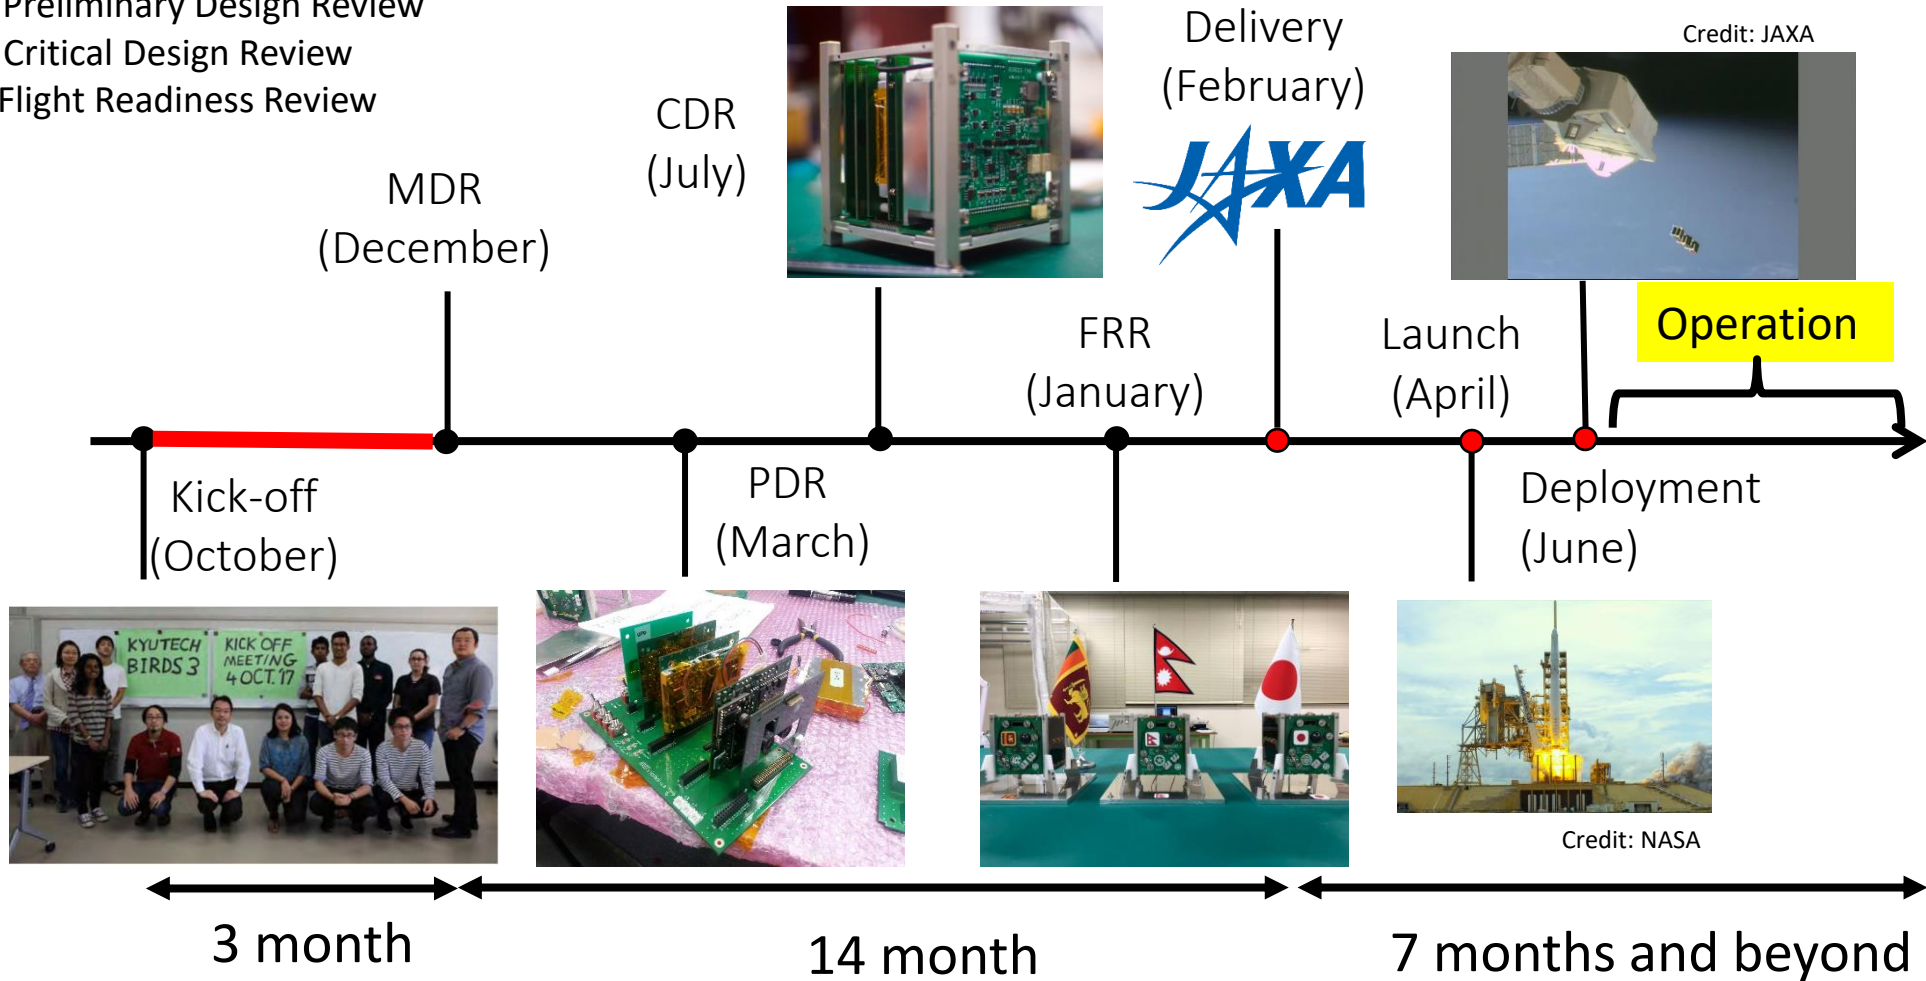 Preliminary Design Review
Critical Design Review
Flight Readiness Review
MDR
(December)
CDR
(July)
Delivery
(February)
JAXA
Credit: JAXA
Operation
FRR
(January)
Launch
(April)
Kick-off
(October)
PDR
(March)
Deployment
(June)
KYUTECH
BIRDS 3
KICK OFF
MEETING
4 OCT. '17
Credit: NASA
3 month
14 month
7 months and beyond